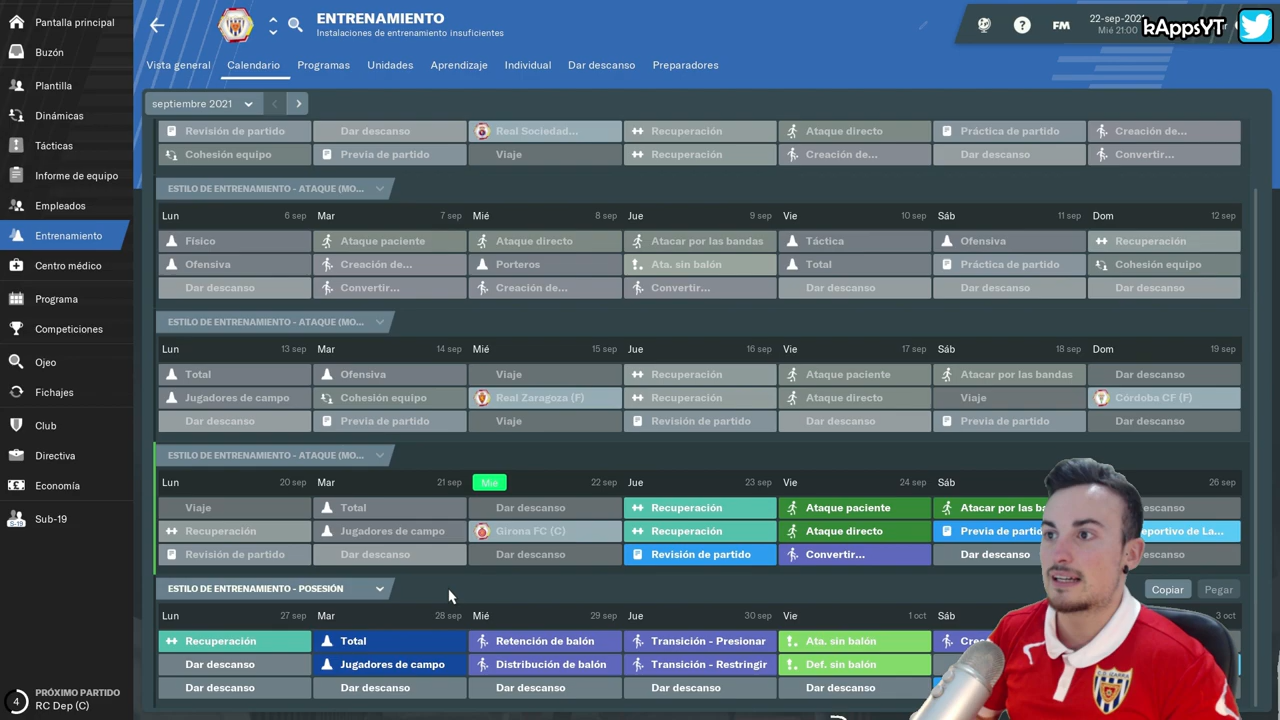 Pantalla principal
Buzón
Plantilla
Dinámicas
Tácticas
Informe de equipo
Empleados
Entrenamiento
Centro médico
Programa
Competiciones
Ojeo
Fichajes
Club
Directiva
Economía
S-19 Sub-19
4 PRÓXIMO PARTIDO
RC Dep (C)
ENTRENAMIENTO
Instalaciones de entrenamiento insuficientes
? FM 22-sep-202
Mié 21:00
kAppsYT
Vista general Calendario Programas Unidades Aprendizaje Individual Dar descanso Preparadores
septiembre 2021
Revisión de partido Dar descanso Real Sociedad... Recuperación Ataque directo Práctica de partido Creación de...
Cohesión equipo Previa de partido Viaje Recuperación Creación de... Dar descanso Convertir...
ESTILO DE ENTRENAMIENTO - ATAQUE (MO...
Lun 6 sep Mar 7 sep Mié 8 sep Jue 9 sep Vie 10 sep Sáb 11 sep Dom 12 sep
Físico Ataque paciente Ataque directo Atacar por las bandas Táctica Ofensiva Recuperación
Ofensiva Creación de... Porteros Ata. sin balón Total Práctica de partido Cohesión equipo
Dar descanso Convertir... Creación de... Convertir... Dar descanso Dar descanso Dar descanso
ESTILO DE ENTRENAMIENTO - ATAQUE (MO...
Lun 13 sep Mar 14 sep Mié 15 sep Jue 16 sep Vie 17 sep Sáb 18 sep Dom 19 sep
Total Ofensiva Viaje Recuperación Ataque paciente Atacar por las bandas Dar descanso
Jugadores de campo Cohesión equipo Real Zaragoza (F) Recuperación Ataque directo Viaje Córdoba CF (F)
Dar descanso Previa de partido Viaje Revisión de partido Dar descanso Previa de partido Dar descanso
ESTILO DE ENTRENAMIENTO - ATAQUE (MO...
Lun 20 sep Mar 21 sep Mié 22 sep Jue 23 sep Vie 24 sep Sáb 26 sep
Viaje Total Dar descanso Recuperación Ataque paciente Atacar por las ba descanso
Recuperación Jugadores de campo Girona FC (C) Recuperación Ataque directo Previa de partido eportivo de La...
Revisión de partido Dar descanso Dar descanso Revisión de partido Convertir... Dar descanso descanso
ESTILO DE ENTRENAMIENTO - POSESIÓN Copiar Pegar
Lun 27 sep Mar 28 sep Mié 29 sep Jue 30 sep Vie 1 oct Sáb 3 oct
Recuperación Total Retención de balón Transición - Presionar Ata. sin balón Crea
Dar descanso Jugadores de campo Distribución de balón Transición - Restringir Def. sin balón
Dar descanso Dar descanso Dar descanso Dar descanso Dar descanso